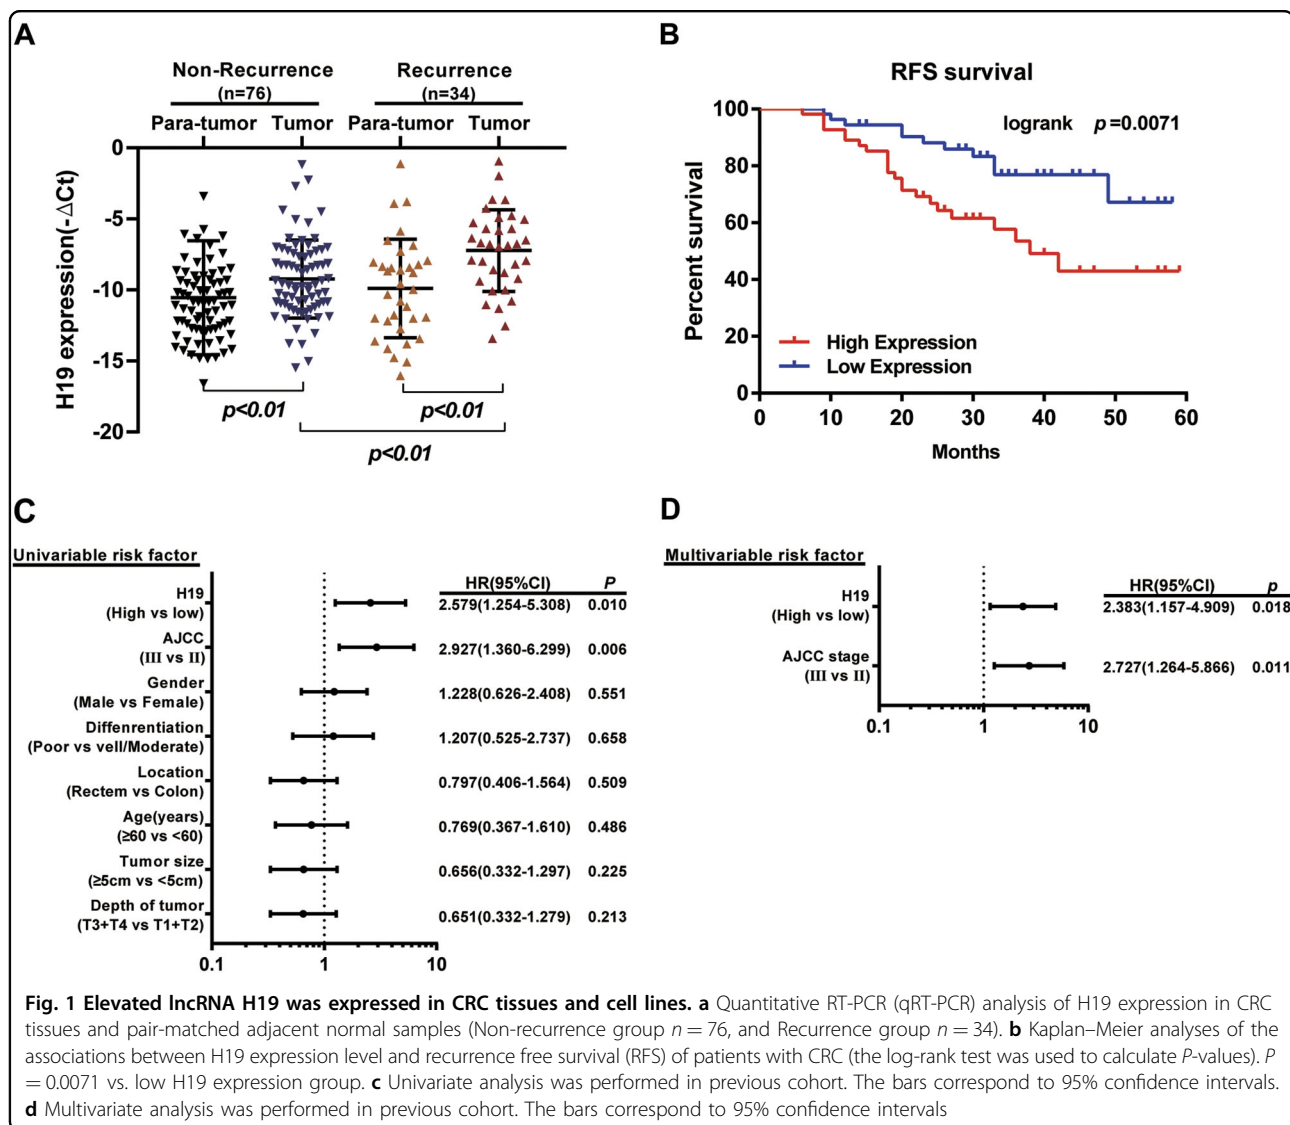 A
Non-Recurrence
(n=76)
Recurrence
(n=34)
Para-tumor Tumor Para-tumor Tumor
H19 expression(-ΔCt)
0
-5
-10
-15
-20
p<0.01
p<0.01
p<0.01
B
RFS survival
logrank p=0.0071
Percent survival
100
80
60
40
20
0
High Expression
Low Expression
0 10 20 30 40 50 60
Months
C
Univariable risk factor
HR(95%CI) P
H19
(High vs low)
2.579(1.254-5.308) 0.010
AJCC
(III vs II)
2.927(1.360-6.299) 0.006
Gender
(Male vs Female)
1.228(0.626-2.408) 0.551
Diffenrentiation
(Poor vs vell/Moderate)
1.207(0.525-2.737) 0.658
Location
(Rectem vs Colon)
0.797(0.406-1.564) 0.509
Age(years)
(≥60 vs <60)
0.769(0.367-1.610) 0.486
Tumor size
(≥5cm vs <5cm)
0.656(0.332-1.297) 0.225
Depth of tumor
(T3+T4 vs T1+T2)
0.651(0.332-1.279) 0.213
0.1 1 10
D
Multivariable risk factor
HR(95%CI) p
H19
(High vs low)
2.383(1.157-4.909) 0.018
AJCC stage
(III vs II)
2.727(1.264-5.866) 0.011
0.1 1 10
Fig. 1 Elevated lncRNA H19 was expressed in CRC tissues and cell lines. a Quantitative RT-PCR (qRT-PCR) analysis of H19 expression in CRC
tissues and pair-matched adjacent normal samples (Non-recurrence group n = 76, and Recurrence group n = 34). b Kaplan–Meier analyses of the
associations between H19 expression level and recurrence free survival (RFS) of patients with CRC (the log-rank test was used to calculate P-values). P
= 0.0071 vs. low H19 expression group. c Univariate analysis was performed in previous cohort. The bars correspond to 95% confidence intervals.
d Multivariate analysis was performed in previous cohort. The bars correspond to 95% confidence intervals